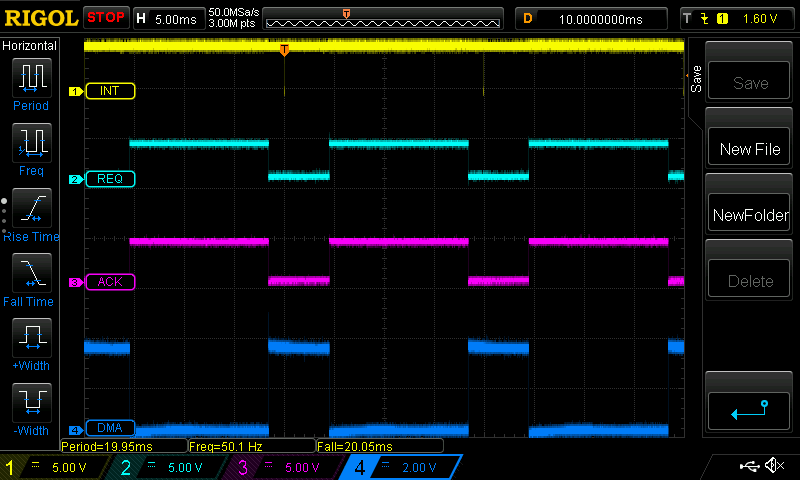 RIGOL STOP H 5.00ms 50.0MSa/s 3.00M pts T D 10.0000000ms T 1 1.60 V
Horizontal
Period
Freq
Rise Time
Fall Time
+Width
-Width
T
1 INT
2 REQ
3 ACK
4 DMA
Period=19.95ms Freq=50.1 Hz Fall=20.05ms
1 5.00 V 2 5.00 V 3 5.00 V 4 2.00 V
Save
Save
New File
NewFolder
Delete